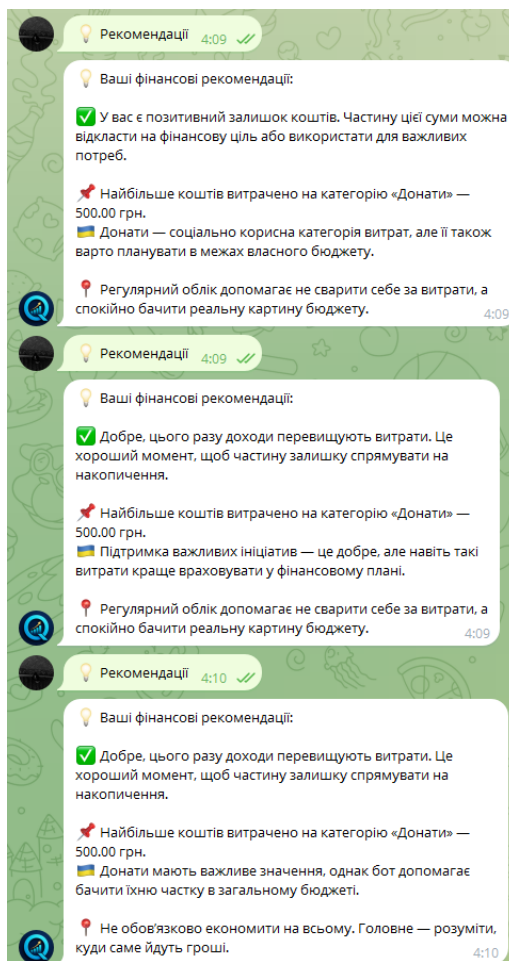 💡 Рекомендації 4:09
💡 Ваші фінансові рекомендації:
✅ У вас є позитивний залишок коштів. Частину цієї суми можна
відкласти на фінансову ціль або використати для важливих
потреб.
📌 Найбільше коштів витрачено на категорію «Донати» —
500.00 грн.
🇺🇦 Донати — соціально корисна категорія витрат, але її також
варто планувати в межах власного бюджету.
📍 Регулярний облік допомагає не сварити себе за витрати, а
спокійно бачити реальну картину бюджету. 4:09
💡 Рекомендації 4:09
💡 Ваші фінансові рекомендації:
✅ Добре, цього разу доходи перевищують витрати. Це
хороший момент, щоб частину залишку спрямувати на
накопичення.
📌 Найбільше коштів витрачено на категорію «Донати» —
500.00 грн.
🇺🇦 Підтримка важливих ініціатив — це добре, але навіть такі
витрати краще враховувати у фінансовому плані.
📍 Регулярний облік допомагає не сварити себе за витрати, а
спокійно бачити реальну картину бюджету. 4:09
💡 Рекомендації 4:10
💡 Ваші фінансові рекомендації:
✅ Добре, цього разу доходи перевищують витрати. Це
хороший момент, щоб частину залишку спрямувати на
накопичення.
📌 Найбільше коштів витрачено на категорію «Донати» —
500.00 грн.
🇺🇦 Донати мають важливе значення, однак бот допомагає
бачити їхню частку в загальному бюджеті.
📍 Не обов'язково економити на всьому. Головне — розуміти,
куди саме йдуть гроші. 4:10